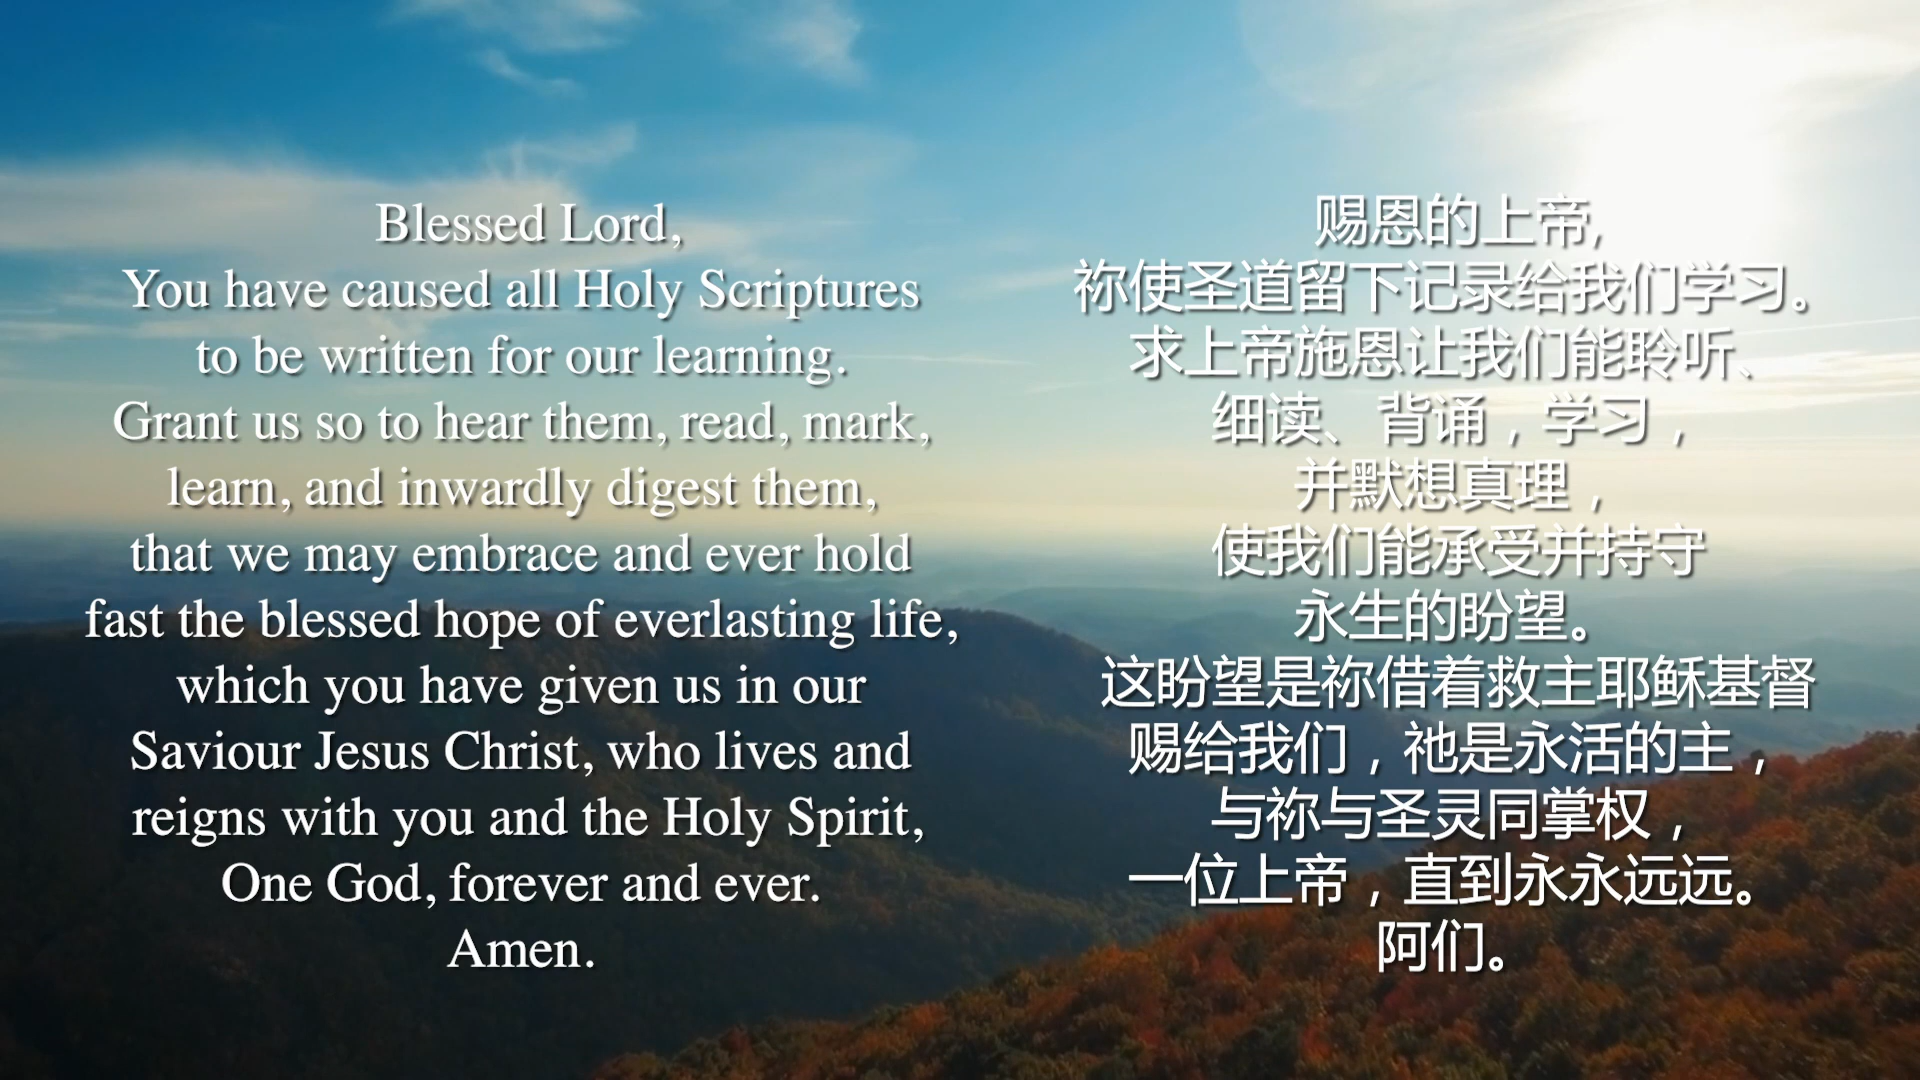 Blessed Lord,
You have caused all Holy Scriptures
to be written for our learning.
Grant us so to hear them, read, mark,
learn, and inwardly digest them,
that we may embrace and ever hold
fast the blessed hope of everlasting life,
which you have given us in our
Saviour Jesus Christ, who lives and
reigns with you and the Holy Spirit,
One God, forever and ever.
Amen.
赐恩的上帝,
祢使圣道留下记录给我们学习。
求上帝施恩让我们能聆听、
细读、背诵，学习，
并默想真理，
使我们能承受并持守
永生的盼望。
这盼望是祢借着救主耶稣基督
赐给我们，祂是永活的主，
与祢与圣灵同掌权，
一位上帝，直到永永远远。
阿们。